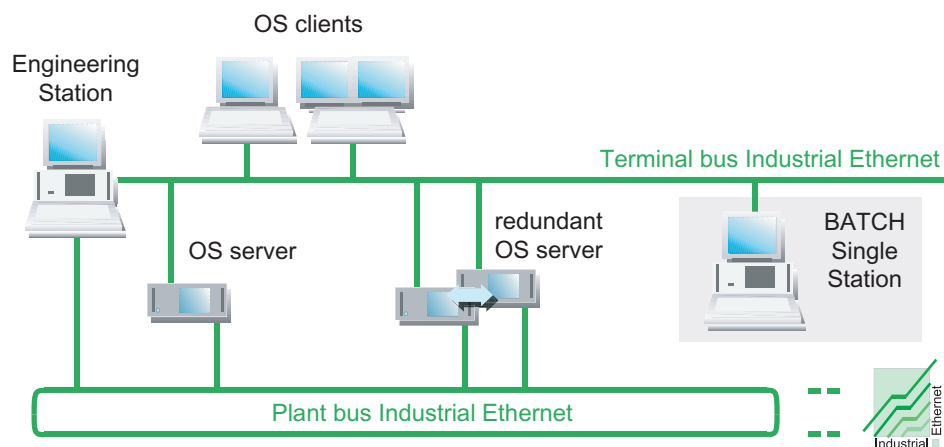 OS clients
Engineering
Station
Terminal bus Industrial Ethernet
redundant
OS server
OS server
BATCH
Single
Station
Plant bus Industrial Ethernet
Industrial
Ethernet